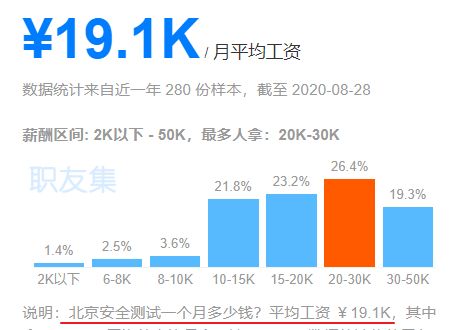 ¥19.1K / 月平均工资
数据统计来自近一年 280 份样本，截至 2020-08-28
薪酬区间: 2K以下 - 50K，最多人拿：20K-30K
职友集
26.4%
21.8% 23.2% 19.3%
1.4% 2.5% 3.6%
2K以下 6-8K 8-10K 10-15K 15-20K 20-30K 30-50K
说明：北京安全测试一个月多少钱？平均工资 ￥19.1K，其中